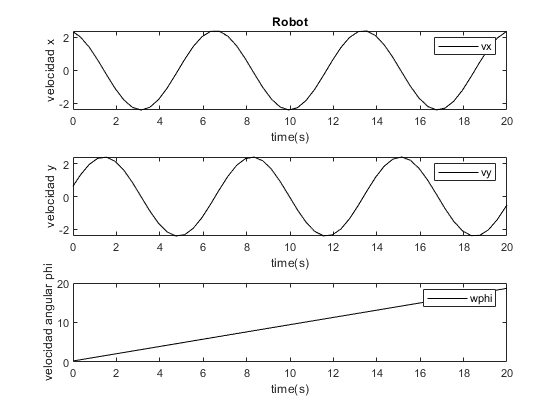 Robot
velocidad x
2
0
-2
vx
0 2 4 6 8 10 12 14 16 18 20
time(s)
velocidad y
2
0
-2
vy
0 2 4 6 8 10 12 14 16 18 20
time(s)
velocidad angular phi
20
10
0
wphi
0 2 4 6 8 10 12 14 16 18 20
time(s)